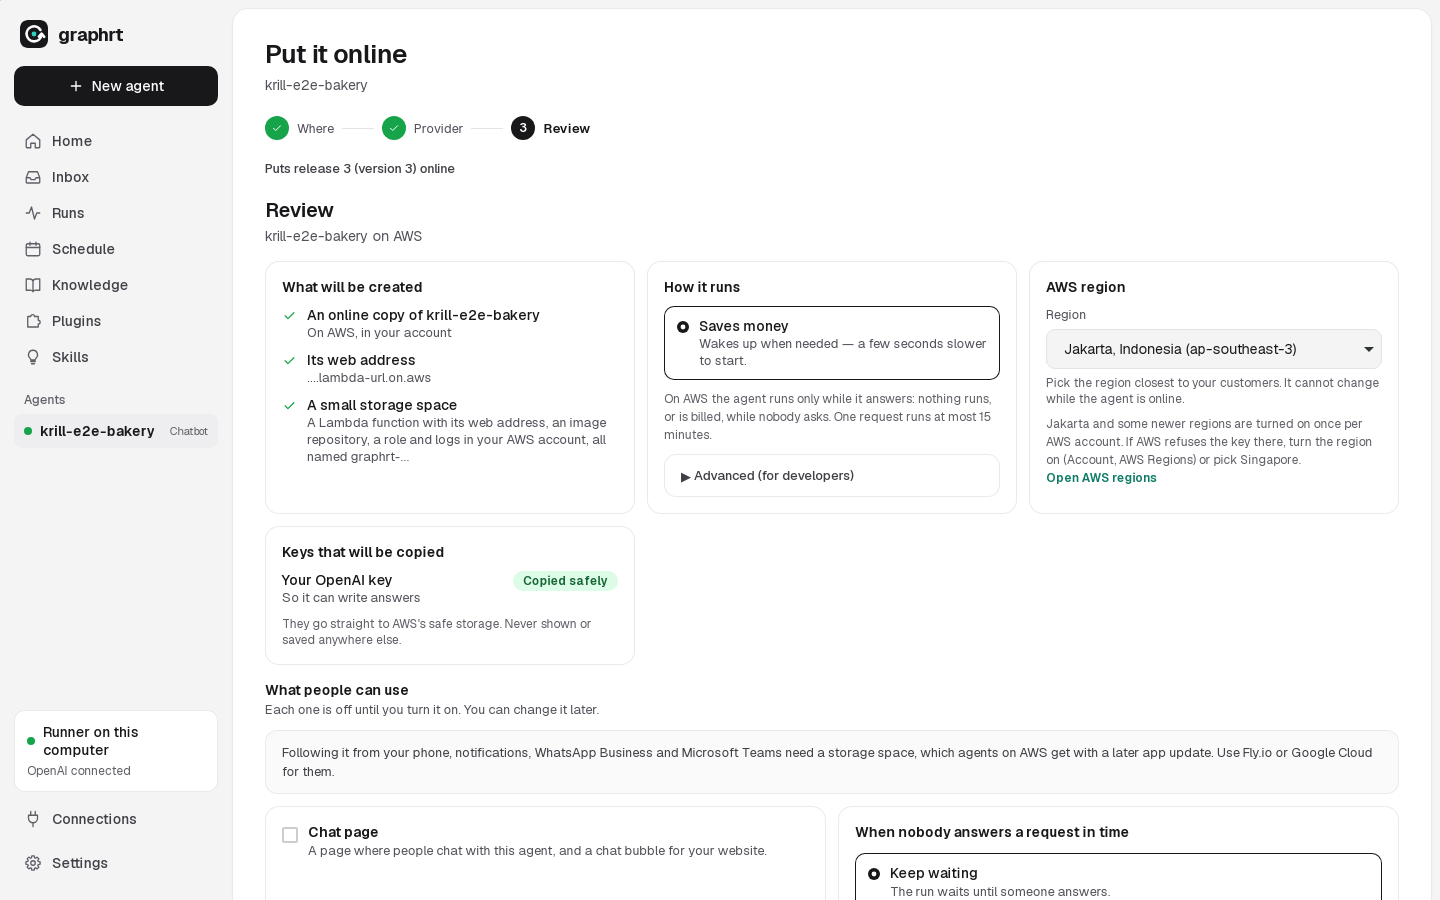 graphrt
New agent
Home
Inbox
Runs
Schedule
Knowledge
Plugins
Skills
Agents
krill-e2e-bakery Chatbot
Runner on this
computer
OpenAI connected
Connections
Settings
Put it online
krill-e2e-bakery
Where Provider 3 Review
Puts release 3 (version 3) online
Review
krill-e2e-bakery on AWS
What will be created
An online copy of krill-e2e-bakery
On AWS, in your account
Its web address
....lambda-url.on.aws
A small storage space
A Lambda function with its web address, an image
repository, a role and logs in your AWS account, all
named graphrt-...
How it runs
Saves money
Wakes up when needed — a few seconds slower
to start.
On AWS the agent runs only while it answers: nothing runs,
or is billed, while nobody asks. One request runs at most 15
minutes.
▶ Advanced (for developers)
AWS region
Region
Jakarta, Indonesia (ap-southeast-3)
Pick the region closest to your customers. It cannot change
while the agent is online.
Jakarta and some newer regions are turned on once per
AWS account. If AWS refuses the key there, turn the region
on (Account, AWS Regions) or pick Singapore.
Open AWS regions
Keys that will be copied
Your OpenAI key Copied safely
So it can write answers
They go straight to AWS's safe storage. Never shown or
saved anywhere else.
What people can use
Each one is off until you turn it on. You can change it later.
Following it from your phone, notifications, WhatsApp Business and Microsoft Teams need a storage space, which agents on AWS get with a later app update. Use Fly.io or Google Cloud
for them.
Chat page
A page where people chat with this agent, and a chat bubble for your website.
When nobody answers a request in time
Keep waiting
The run waits until someone answers.